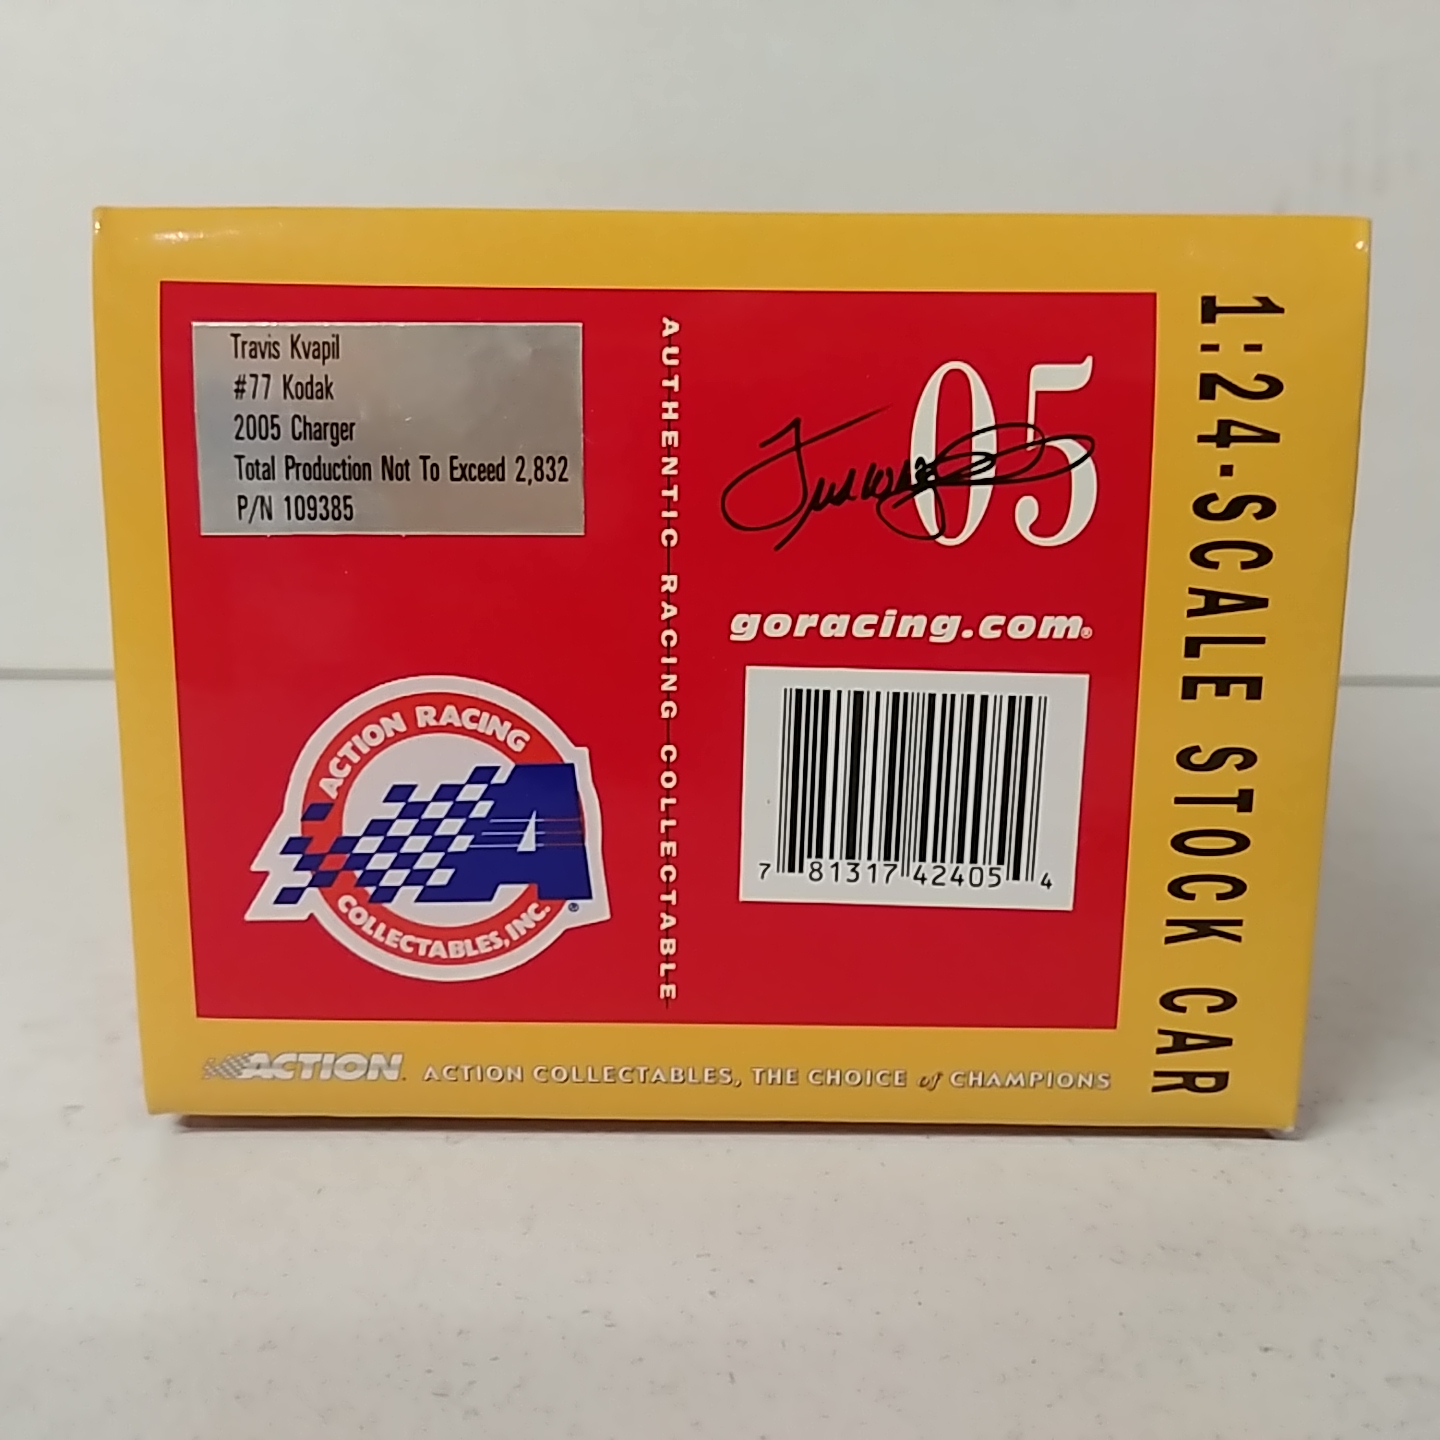 Travis Kvapil
#77 Kodak
2005 Charger
Total Production Not To Exceed 2,832
P/N 109385
ACTION RACING
COLLECTABLES, INC.®
AUTHENTIC RACING COLLECTABLE
05
goracing.com®
7 81317 42405 4
1:24-SCALE STOCK CAR
ACTION. ACTION COLLECTABLES, THE CHOICE of CHAMPIONS